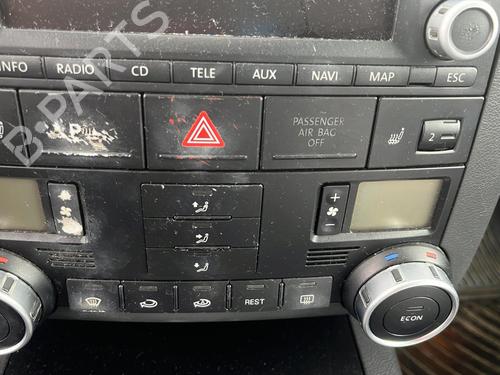 INFO RADIO CD TELE AUX NAVI MAP ESC
PASSENGER
AIR BAG
OFF
2
REST
ECON
B-PARTS